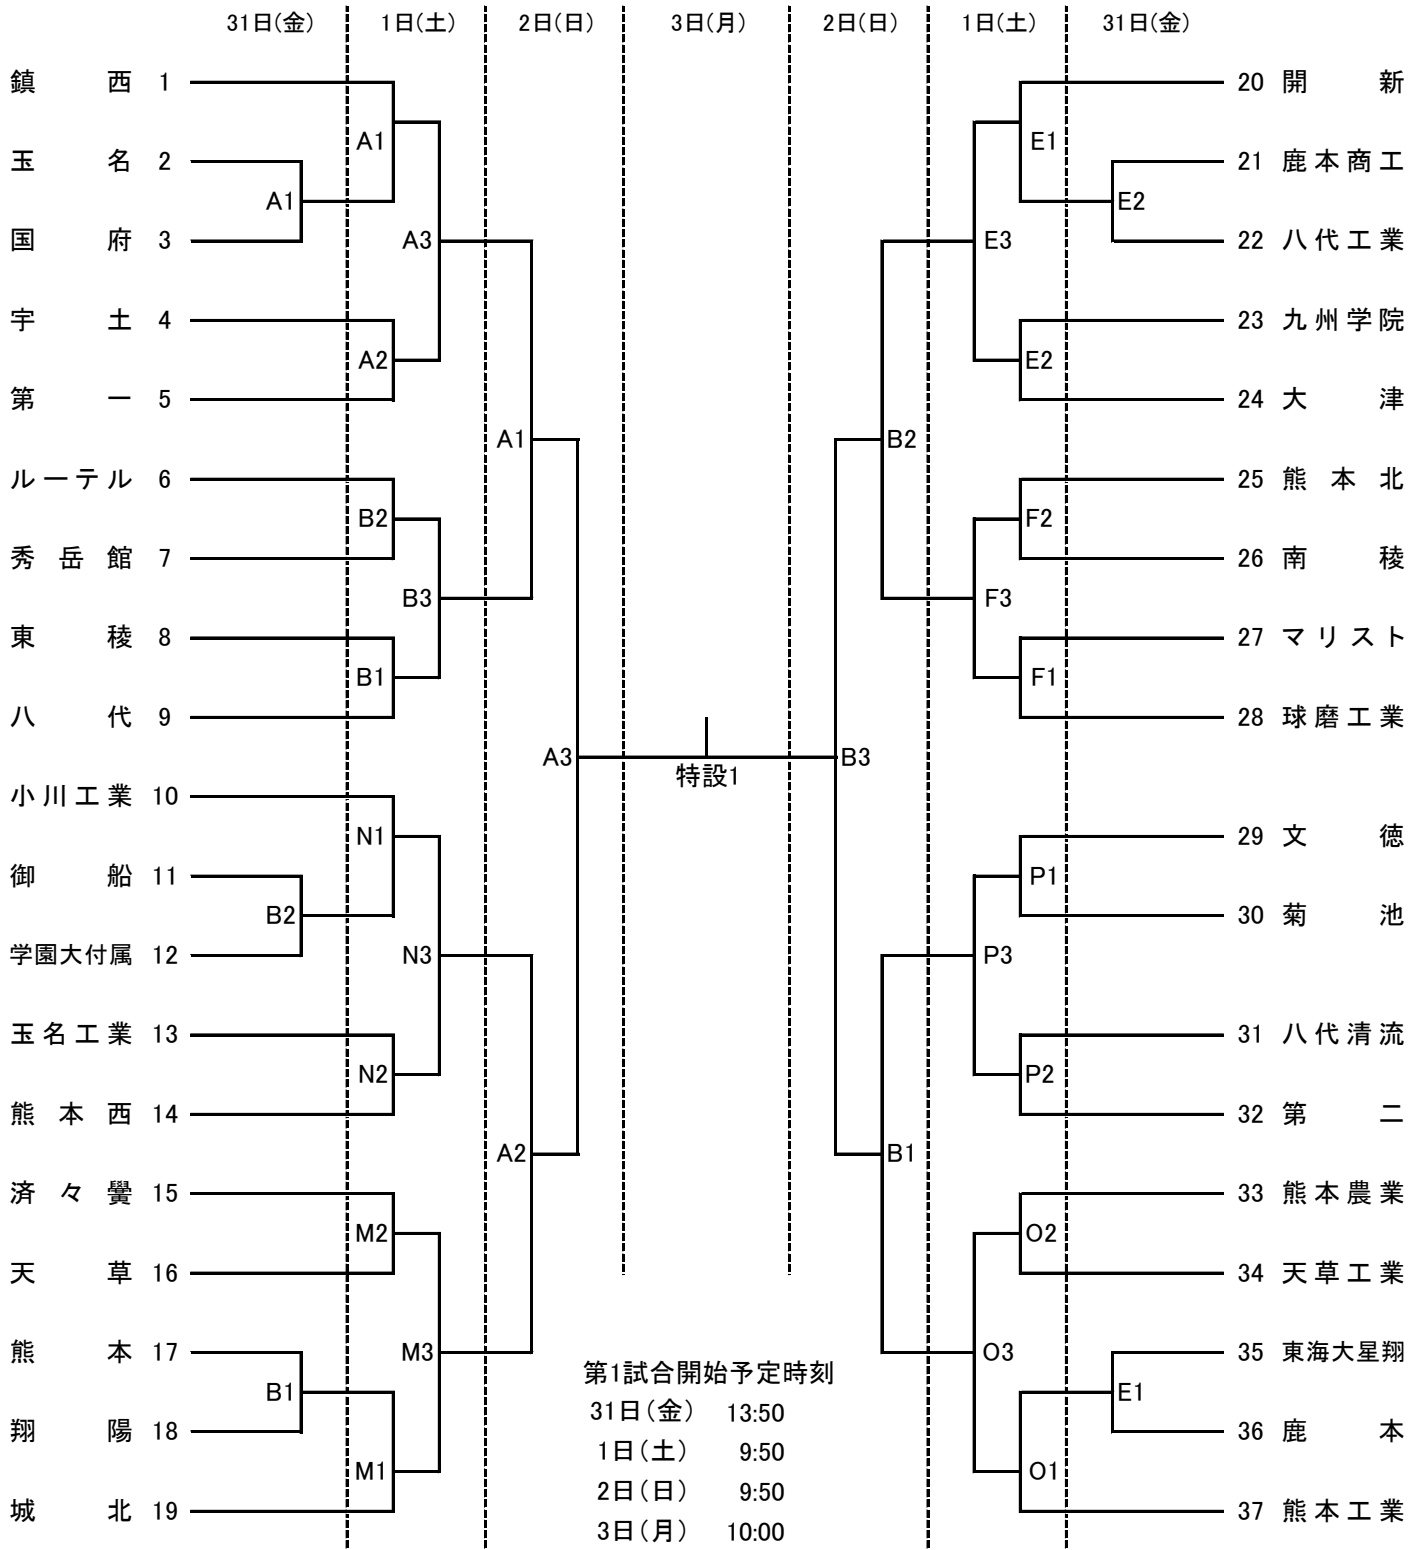 31日(金) 1日(土) 2日(日) 3日(月) 2日(日) 1日(土) 31日(金)
鎮西 1 20 開新
A1 E1
玉名 2 21 鹿本商工
A1 E2
国府 3 A3 E3 22 八代工業
宇土 4 23 九州学院
A2 E2
第一 5 24 大津
A1 B2
ルーテル 6 25 熊本北
B2 F2
秀岳館 7 26 南稜
B3 F3
東稜 8 27 マリスト
B1 F1
八代 9 28 球磨工業
A3 B3
特設1
小川工業 10
N1 29 文徳
御船 11 P1
B2 30 菊池
学園大付属 12 N3 P3
玉名工業 13 31 八代清流
N2 P2
熊本西 14 32 第二
A2 B1
済々黌 15 33 熊本農業
M2 O2
天草 16 34 天草工業
熊本 17 M3 O3 35 東海大星翔
第1試合開始予定時刻
B1 E1
31日(金) 13:50
翔陽 18 36 鹿本
1日(土) 9:50
M1 O1
2日(日) 9:50
城北 19 37 熊本工業
3日(月) 10:00